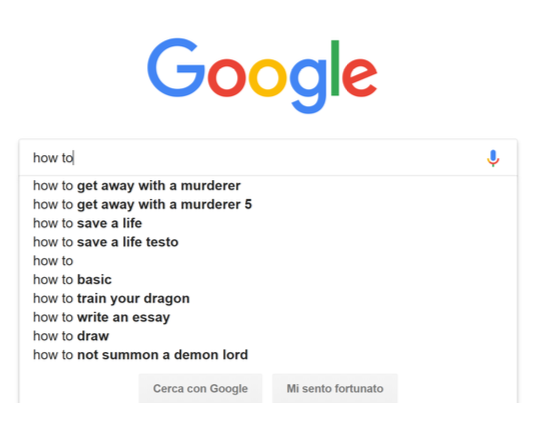 Google
how to
how to get away with a murderer
how to get away with a murderer 5
how to save a life
how to save a life testo
how to
how to basic
how to train your dragon
how to write an essay
how to draw
how to not summon a demon lord
Cerca con Google Mi sento fortunato